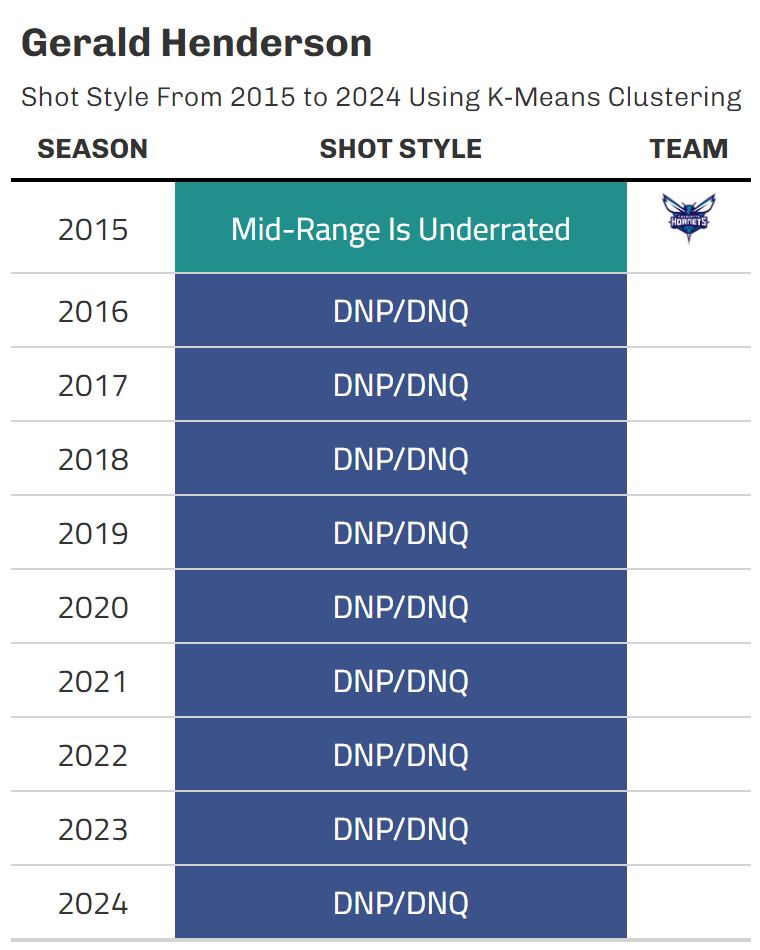 Gerald Henderson
Shot Style From 2015 to 2024 Using K-Means Clustering
SEASON SHOT STYLE TEAM
2015 Mid-Range Is Underrated HORNETS
2016 DNP/DNQ
2017 DNP/DNQ
2018 DNP/DNQ
2019 DNP/DNQ
2020 DNP/DNQ
2021 DNP/DNQ
2022 DNP/DNQ
2023 DNP/DNQ
2024 DNP/DNQ